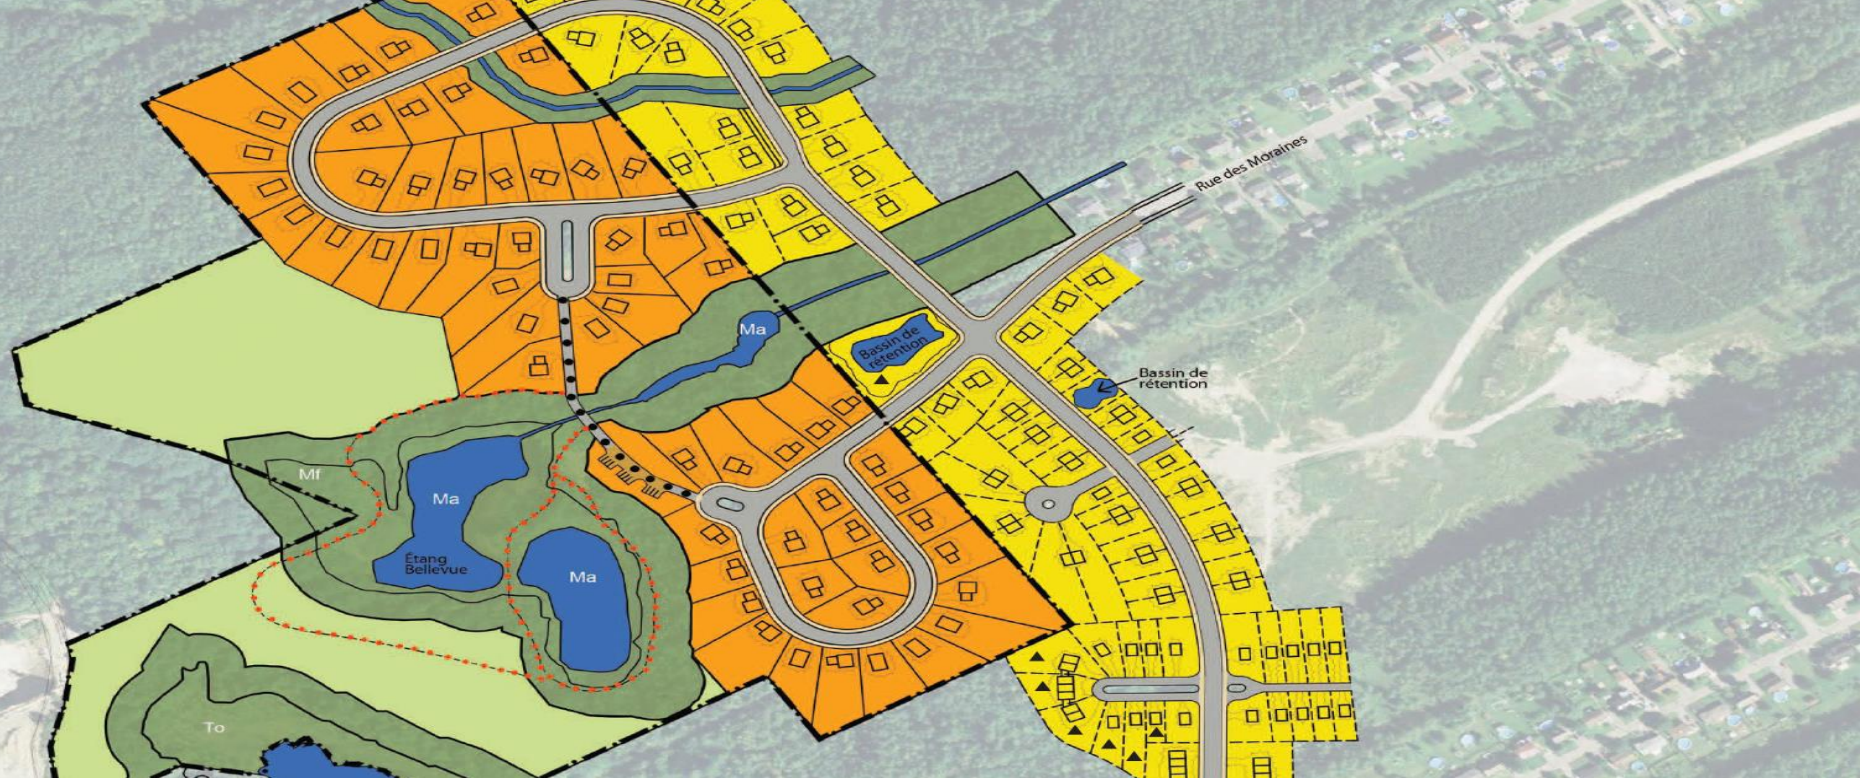 Rue des Moraines
Ma
Bassin de
rétention
Bassin de
rétention
Mf
Ma
Étang
Bellevue
Ma
To